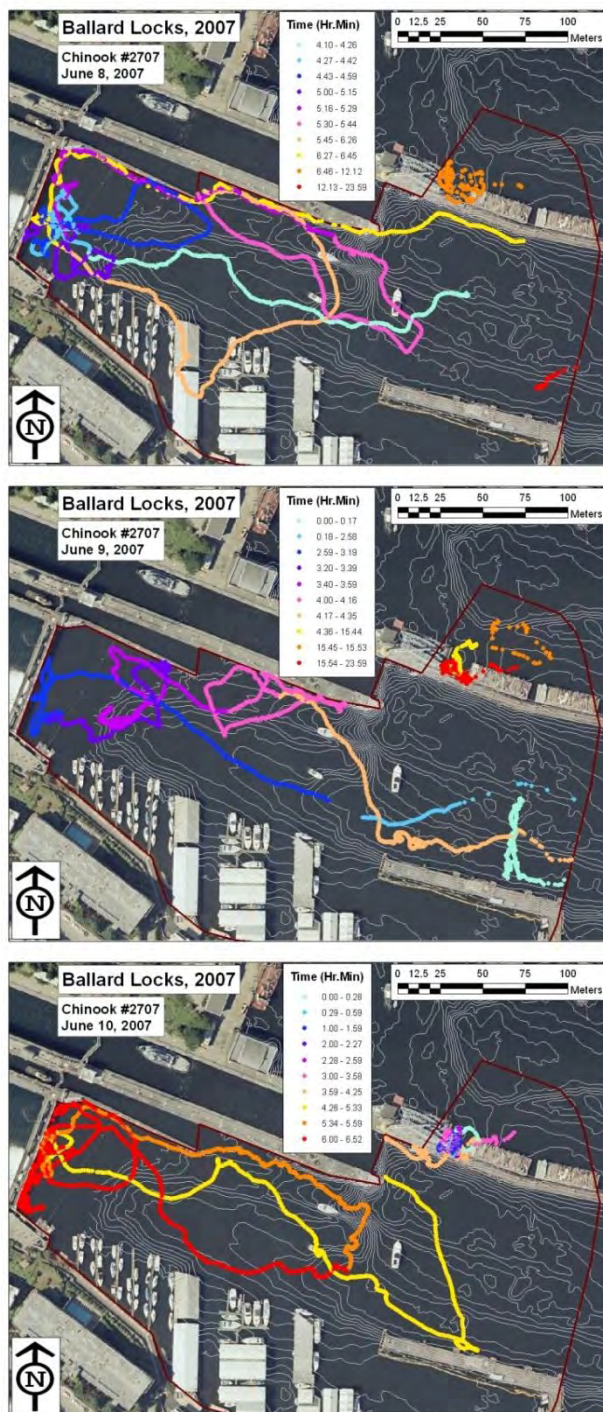 Ballard Locks, 2007
Chinook #2707
June 8, 2007
Time (Hr.Min)
4.10 - 4.26
4.27 - 4.42
4.43 - 4.59
5.00 - 5.15
5.16 - 5.29
5.30 - 5.44
5.45 - 6.26
6.27 - 6.45
6.46 - 12.12
12.13 - 23.59
0 12.5 25 50 75 100
Meters
N
Ballard Locks, 2007
Chinook #2707
June 9, 2007
Time (Hr.Min)
0.00 - 0.17
0.18 - 2.58
2.59 - 3.19
3.20 - 3.39
3.40 - 3.59
4.00 - 4.16
4.17 - 4.35
4.36 - 15.44
15.45 - 15.53
15.54 - 23.59
0 12.5 25 50 75 100
Meters
N
Ballard Locks, 2007
Chinook #2707
June 10, 2007
Time (Hr.Min)
0.00 - 0.28
0.29 - 0.59
1.00 - 1.59
2.00 - 2.27
2.28 - 2.59
3.00 - 3.58
3.59 - 4.25
4.26 - 5.33
5.34 - 5.59
6.00 - 6.52
0 12.5 25 50 75 100
Meters
N